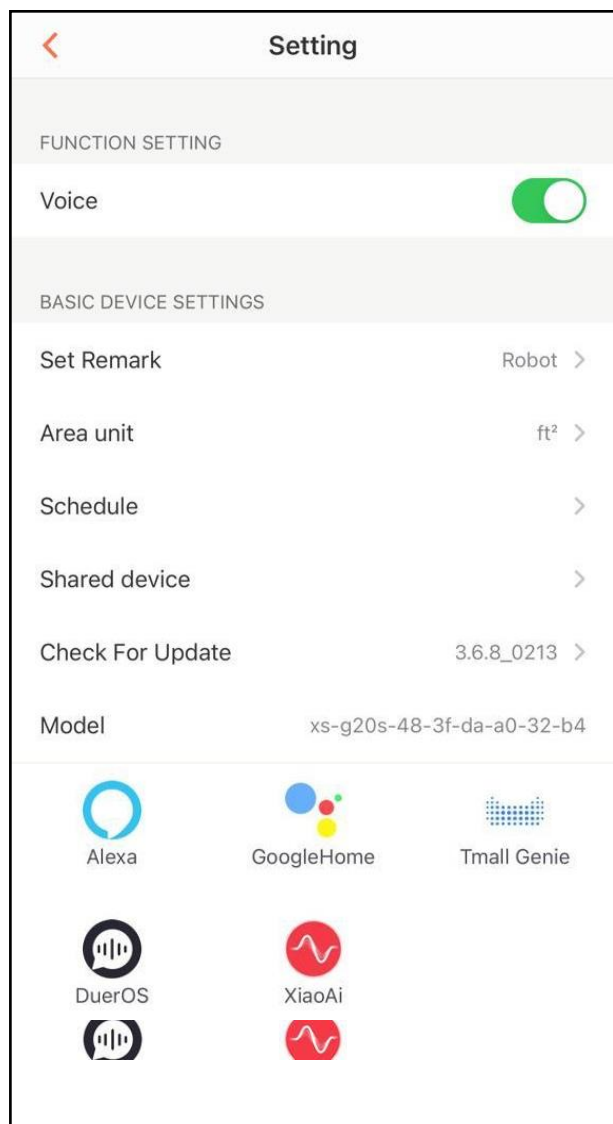 Setting
FUNCTION SETTING
Voice
BASIC DEVICE SETTINGS
Set Remark Robot
Area unit ft²
Schedule
Shared device
Check For Update 3.6.8_0213
Model xs-g20s-48-3f-da-a0-32-b4
Alexa GoogleHome Tmall Genie
DuerOS XiaoAi